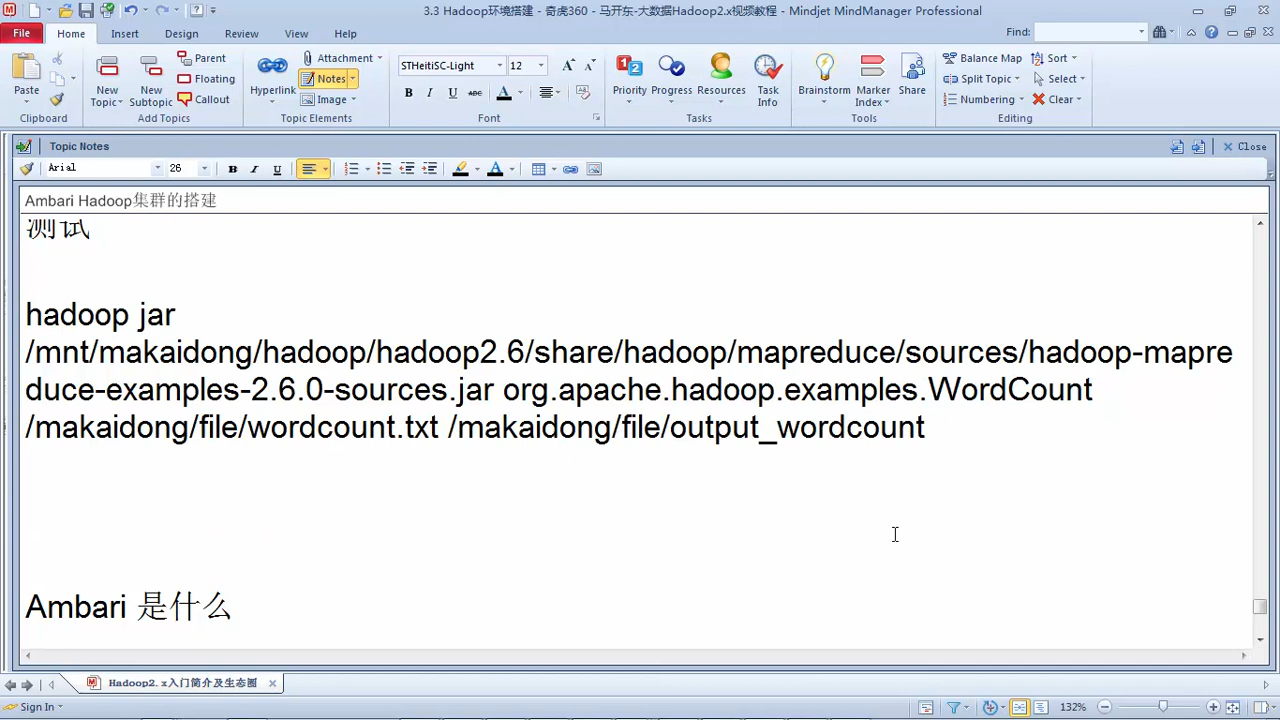 3.3 Hadoop环境搭建 - 奇虎360 - 马开东-大数据Hadoop2.x视频教程 - Mindjet MindManager Professional
File Home Insert Design Review View Help Find:
Paste
Clipboard
New Topic
New Subtopic
Parent
Floating
Callout
Add Topics
Hyperlink
Attachment
Notes
Image
Topic Elements
STHeitiSC-Light 12
B I U abc A
Font
Priority Progress Resources Task Info
Tasks
Brainstorm Marker Index Share
Tools
Balance Map Sort
Split Topic Select
Numbering Clear
Editing
Topic Notes Close
Arial 26 B I U A
Ambari Hadoop集群的搭建
测试
hadoop jar
/mnt/makaidong/hadoop/hadoop2.6/share/hadoop/mapreduce/sources/hadoop-mapre
duce-examples-2.6.0-sources.jar org.apache.hadoop.examples.WordCount
/makaidong/file/wordcount.txt /makaidong/file/output_wordcount
Ambari 是什么
Hadoop2. x入门简介及生态圈
Sign In 132%